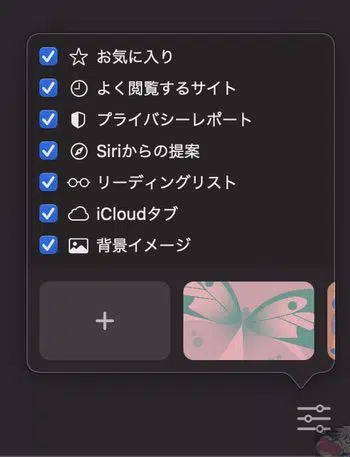 お気に入り
よく閲覧するサイト
プライバシーレポート
Siriからの提案
リーディングリスト
iCloudタブ
背景イメージ